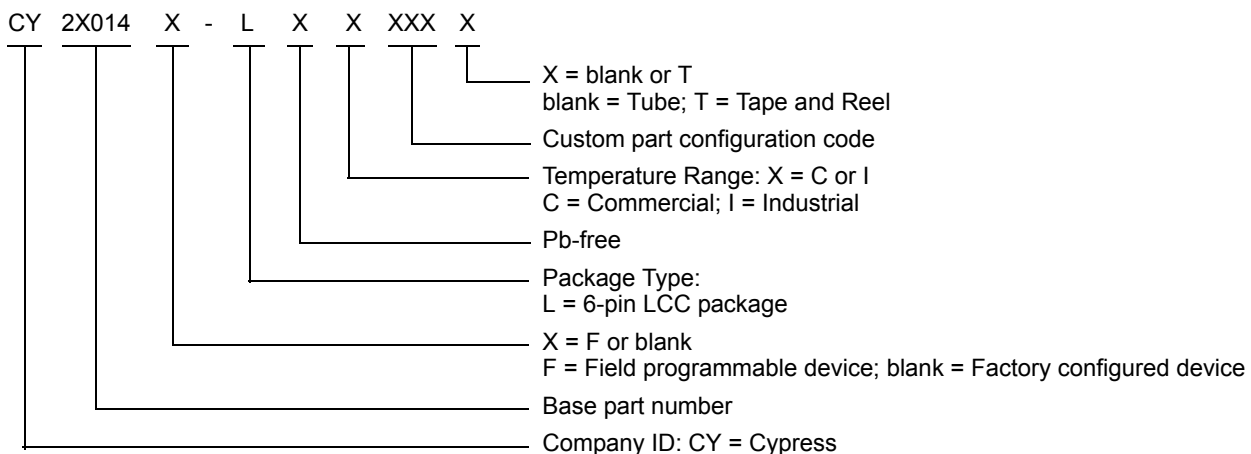 CY 2X014 X - L X X XXX X
X = blank or T
blank = Tube; T = Tape and Reel
Custom part configuration code
Temperature Range: X = C or I
C = Commercial; I = Industrial
Pb-free
Package Type:
L = 6-pin LCC package
X = F or blank
F = Field programmable device; blank = Factory configured device
Base part number
Company ID: CY = Cypress